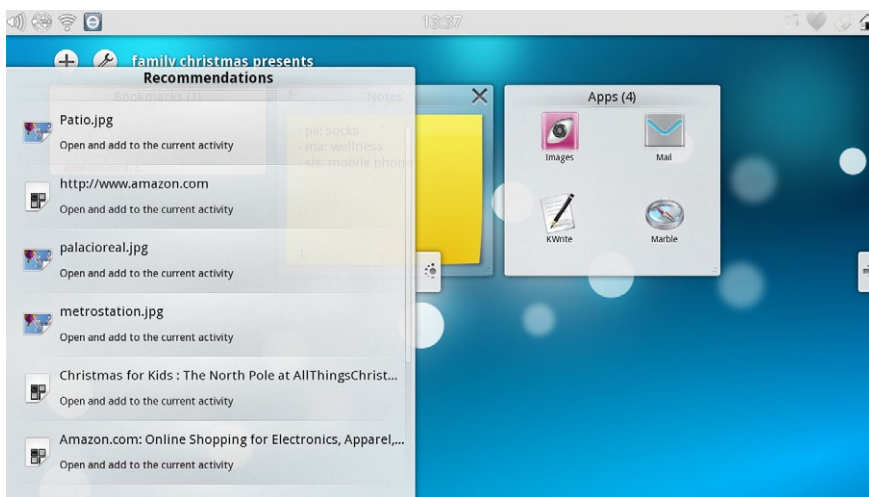 13:37
family christmas presents
Recommendations
Bookmarks (1)
Notes
Apps (4)
Patio.jpg
Open and add to the current activity
- pa: socks
- ma: wellness
- sis: mobile phone
Images
Mail
http://www.amazon.com
Open and add to the current activity
KWrite
Marble
palacioreal.jpg
Open and add to the current activity
metrostation.jpg
Open and add to the current activity
Christmas for Kids : The North Pole at AllThingsChrist...
Open and add to the current activity
Amazon.com: Online Shopping for Electronics, Apparel,...
Open and add to the current activity